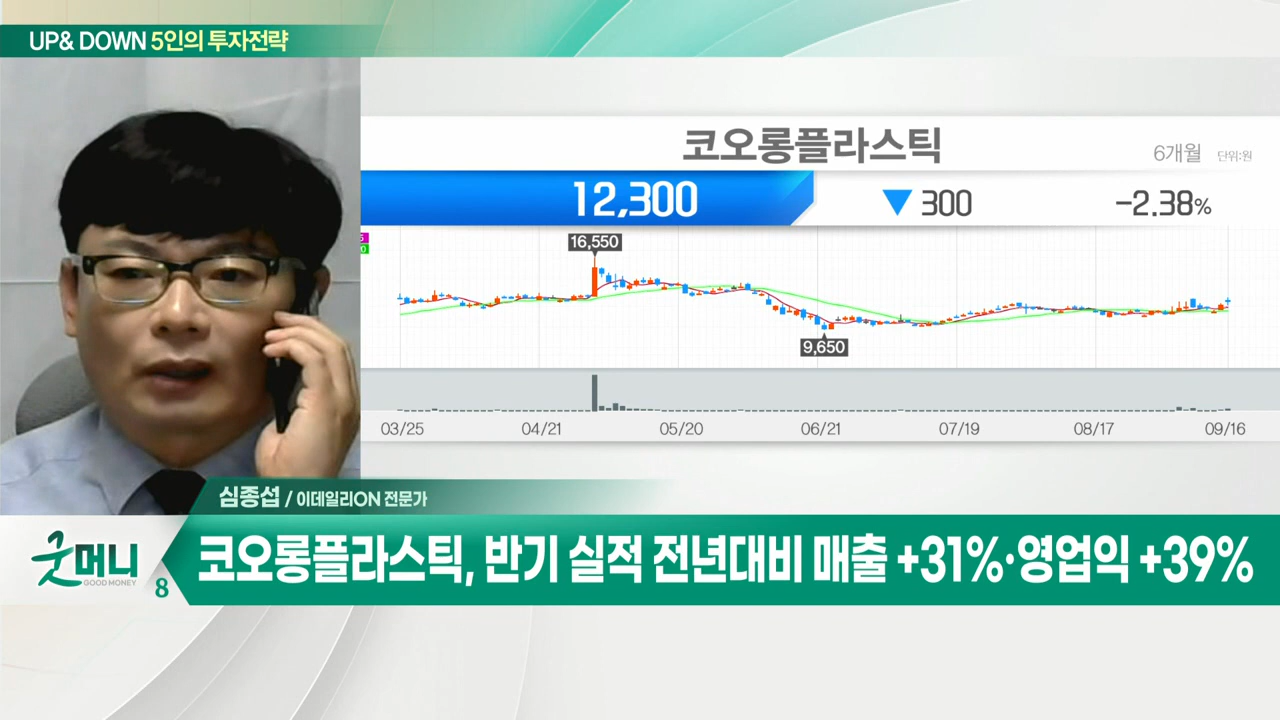 UP& DOWN 5인의 투자전략
코오롱플라스틱
6개월 단위:원
12,300 ▼ 300 -2.38%
16,550
9,650
03/25 04/21 05/20 06/21 07/19 08/17 09/16
심종섭 / 이데일리ON 전문가
굿머니
GOOD MONEY
8
코오롱플라스틱, 반기 실적 전년대비 매출 +31%·영업익 +39%